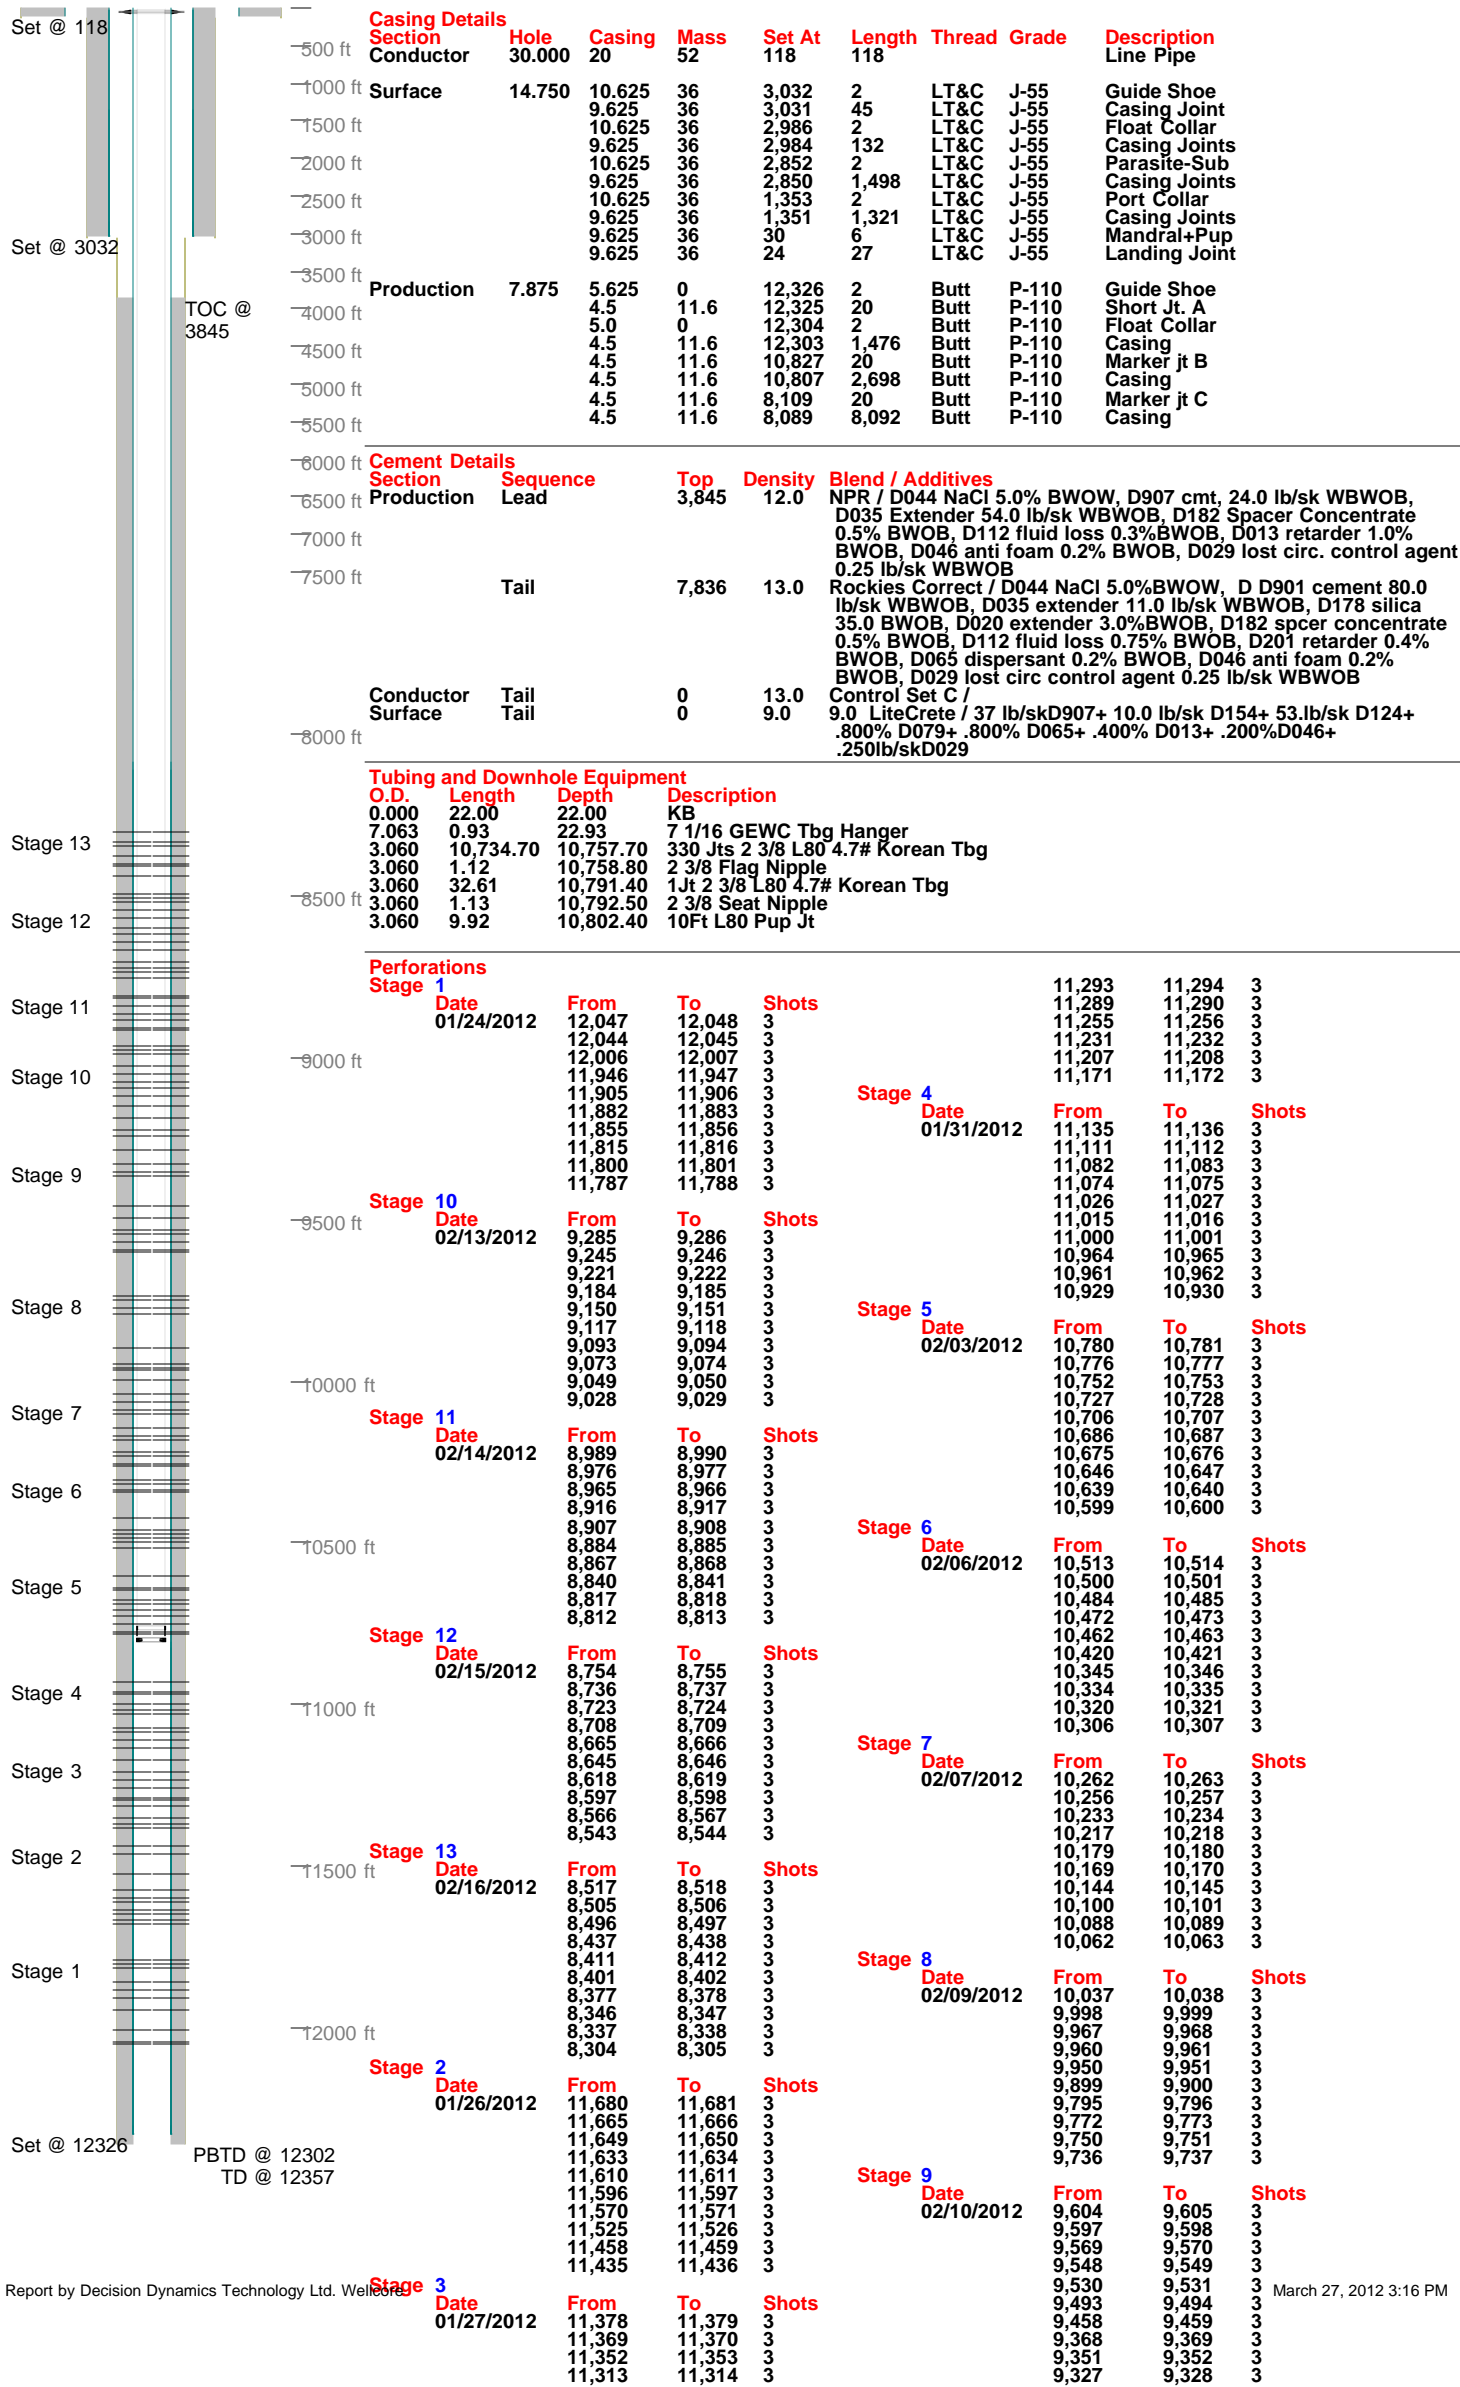 Set @ 118
Set @ 3032
TOC @
3845
Stage 13
Stage 12
Stage 11
Stage 10
Stage 9
Stage 8
Stage 7
Stage 6
Stage 5
Stage 4
Stage 3
Stage 2
Stage 1
Set @ 12326
PBTD @ 12302
TD @ 12357
500 ft
1000 ft
1500 ft
2000 ft
2500 ft
3000 ft
3500 ft
4000 ft
4500 ft
5000 ft
5500 ft
6000 ft
6500 ft
7000 ft
7500 ft
8000 ft
8500 ft
9000 ft
9500 ft
10000 ft
10500 ft
11000 ft
11500 ft
12000 ft
Casing Details
Section Hole Casing Mass Set At Length Thread Grade Description
Conductor 30.000 20 52 118 118 Line Pipe
Surface 14.750 10.625 36 3,032 2 LT&C J-55 Guide Shoe
9.625 36 3,031 45 LT&C J-55 Casing Joint
10.625 36 2,986 2 LT&C J-55 Float Collar
9.625 36 2,984 132 LT&C J-55 Casing Joints
10.625 36 2,852 2 LT&C J-55 Parasite-Sub
9.625 36 2,850 1,498 LT&C J-55 Casing Joints
10.625 36 1,353 2 LT&C J-55 Port Collar
9.625 36 1,351 1,321 LT&C J-55 Casing Joints
9.625 36 30 6 LT&C J-55 Mandral+Pup
9.625 36 24 27 LT&C J-55 Landing Joint
Production 7.875 5.625 0 12,326 2 Butt P-110 Guide Shoe
4.5 11.6 12,325 20 Butt P-110 Short Jt. A
5.0 0 12,304 2 Butt P-110 Float Collar
4.5 11.6 12,303 1,476 Butt P-110 Casing
4.5 11.6 10,827 20 Butt P-110 Marker jt B
4.5 11.6 10,807 2,698 Butt P-110 Casing
4.5 11.6 8,109 20 Butt P-110 Marker jt C
4.5 11.6 8,089 8,092 Butt P-110 Casing
Cement Details
Section Sequence Top Density Blend / Additives
Production Lead 3,845 12.0 NPR / D044 NaCl 5.0% BWOW, D907 cmt, 24.0 lb/sk WBWOB,
D035 Extender 54.0 lb/sk WBWOB, D182 Spacer Concentrate
0.5% BWOB, D112 fluid loss 0.3%BWOB, D013 retarder 1.0%
BWOB, D046 anti foam 0.2% BWOB, D029 lost circ. control agent
0.25 lb/sk WBWOB
Tail 7,836 13.0 Rockies Correct / D044 NaCl 5.0%BWOW, D D901 cement 80.0
lb/sk WBWOB, D035 extender 11.0 lb/sk WBWOB, D178 silica
35.0 BWOB, D020 extender 3.0%BWOB, D182 spcer concentrate
0.5% BWOB, D112 fluid loss 0.75% BWOB, D201 retarder 0.4%
BWOB, D065 dispersant 0.2% BWOB, D046 anti foam 0.2%
BWOB, D029 lost circ control agent 0.25 lb/sk WBWOB
Conductor Tail 0 13.0 Control Set C /
Surface Tail 0 9.0 9.0 LiteCrete / 37 lb/skD907+ 10.0 lb/sk D154+ 53.lb/sk D124+
.800% D079+ .800% D065+ .400% D013+ .200%D046+
.250lb/skD029
Tubing and Downhole Equipment
O.D. Length Depth Description
0.000 22.00 22.00 KB
7.063 0.93 22.93 7 1/16 GEWC Tbg Hanger
3.060 10,734.70 10,757.70 330 Jts 2 3/8 L80 4.7# Korean Tbg
3.060 1.12 10,758.80 2 3/8 Flag Nipple
3.060 32.61 10,791.40 1Jt 2 3/8 L80 4.7# Korean Tbg
3.060 1.13 10,792.50 2 3/8 Seat Nipple
3.060 9.92 10,802.40 10Ft L80 Pup Jt
Perforations
Stage 1
Date From To Shots
01/24/2012 12,047 12,048 3
12,044 12,045 3
12,006 12,007 3
11,946 11,947 3
11,905 11,906 3
11,882 11,883 3
11,855 11,856 3
11,815 11,816 3
11,800 11,801 3
11,787 11,788 3
Stage 10
Date From To Shots
02/13/2012 9,285 9,286 3
9,245 9,246 3
9,221 9,222 3
9,184 9,185 3
9,150 9,151 3
9,117 9,118 3
9,093 9,094 3
9,073 9,074 3
9,049 9,050 3
9,028 9,029 3
Stage 11
Date From To Shots
02/14/2012 8,989 8,990 3
8,976 8,977 3
8,965 8,966 3
8,916 8,917 3
8,907 8,908 3
8,884 8,885 3
8,867 8,868 3
8,840 8,841 3
8,817 8,818 3
8,812 8,813 3
Stage 12
Date From To Shots
02/15/2012 8,754 8,755 3
8,736 8,737 3
8,723 8,724 3
8,708 8,709 3
8,665 8,666 3
8,645 8,646 3
8,618 8,619 3
8,597 8,598 3
8,566 8,567 3
8,543 8,544 3
Stage 13
Date From To Shots
02/16/2012 8,517 8,518 3
8,505 8,506 3
8,496 8,497 3
8,437 8,438 3
8,411 8,412 3
8,401 8,402 3
8,377 8,378 3
8,346 8,347 3
8,337 8,338 3
8,304 8,305 3
Stage 2
Date From To Shots
01/26/2012 11,680 11,681 3
11,665 11,666 3
11,649 11,650 3
11,633 11,634 3
11,610 11,611 3
11,596 11,597 3
11,570 11,571 3
11,525 11,526 3
11,458 11,459 3
11,435 11,436 3
Stage 3
Date From To Shots
01/27/2012 11,378 11,379 3
11,369 11,370 3
11,352 11,353 3
11,313 11,314 3
11,293 11,294 3
11,289 11,290 3
11,255 11,256 3
11,231 11,232 3
11,207 11,208 3
11,171 11,172 3
Stage 4
Date From To Shots
01/31/2012 11,135 11,136 3
11,111 11,112 3
11,082 11,083 3
11,074 11,075 3
11,026 11,027 3
11,015 11,016 3
11,000 11,001 3
10,964 10,965 3
10,961 10,962 3
10,929 10,930 3
Stage 5
Date From To Shots
02/03/2012 10,780 10,781 3
10,776 10,777 3
10,752 10,753 3
10,727 10,728 3
10,706 10,707 3
10,686 10,687 3
10,675 10,676 3
10,646 10,647 3
10,639 10,640 3
10,599 10,600 3
Stage 6
Date From To Shots
02/06/2012 10,513 10,514 3
10,500 10,501 3
10,484 10,485 3
10,472 10,473 3
10,462 10,463 3
10,420 10,421 3
10,345 10,346 3
10,334 10,335 3
10,320 10,321 3
10,306 10,307 3
Stage 7
Date From To Shots
02/07/2012 10,262 10,263 3
10,256 10,257 3
10,233 10,234 3
10,217 10,218 3
10,179 10,180 3
10,169 10,170 3
10,144 10,145 3
10,100 10,101 3
10,088 10,089 3
10,062 10,063 3
Stage 8
Date From To Shots
02/09/2012 10,037 10,038 3
9,998 9,999 3
9,967 9,968 3
9,960 9,961 3
9,950 9,951 3
9,899 9,900 3
9,795 9,796 3
9,772 9,773 3
9,750 9,751 3
9,736 9,737 3
Stage 9
Date From To Shots
02/10/2012 9,604 9,605 3
9,597 9,598 3
9,569 9,570 3
9,548 9,549 3
9,530 9,531 3
9,493 9,494 3
9,458 9,459 3
9,368 9,369 3
9,351 9,352 3
9,327 9,328 3
Report by Decision Dynamics Technology Ltd. Wellcore
March 27, 2012 3:16 PM